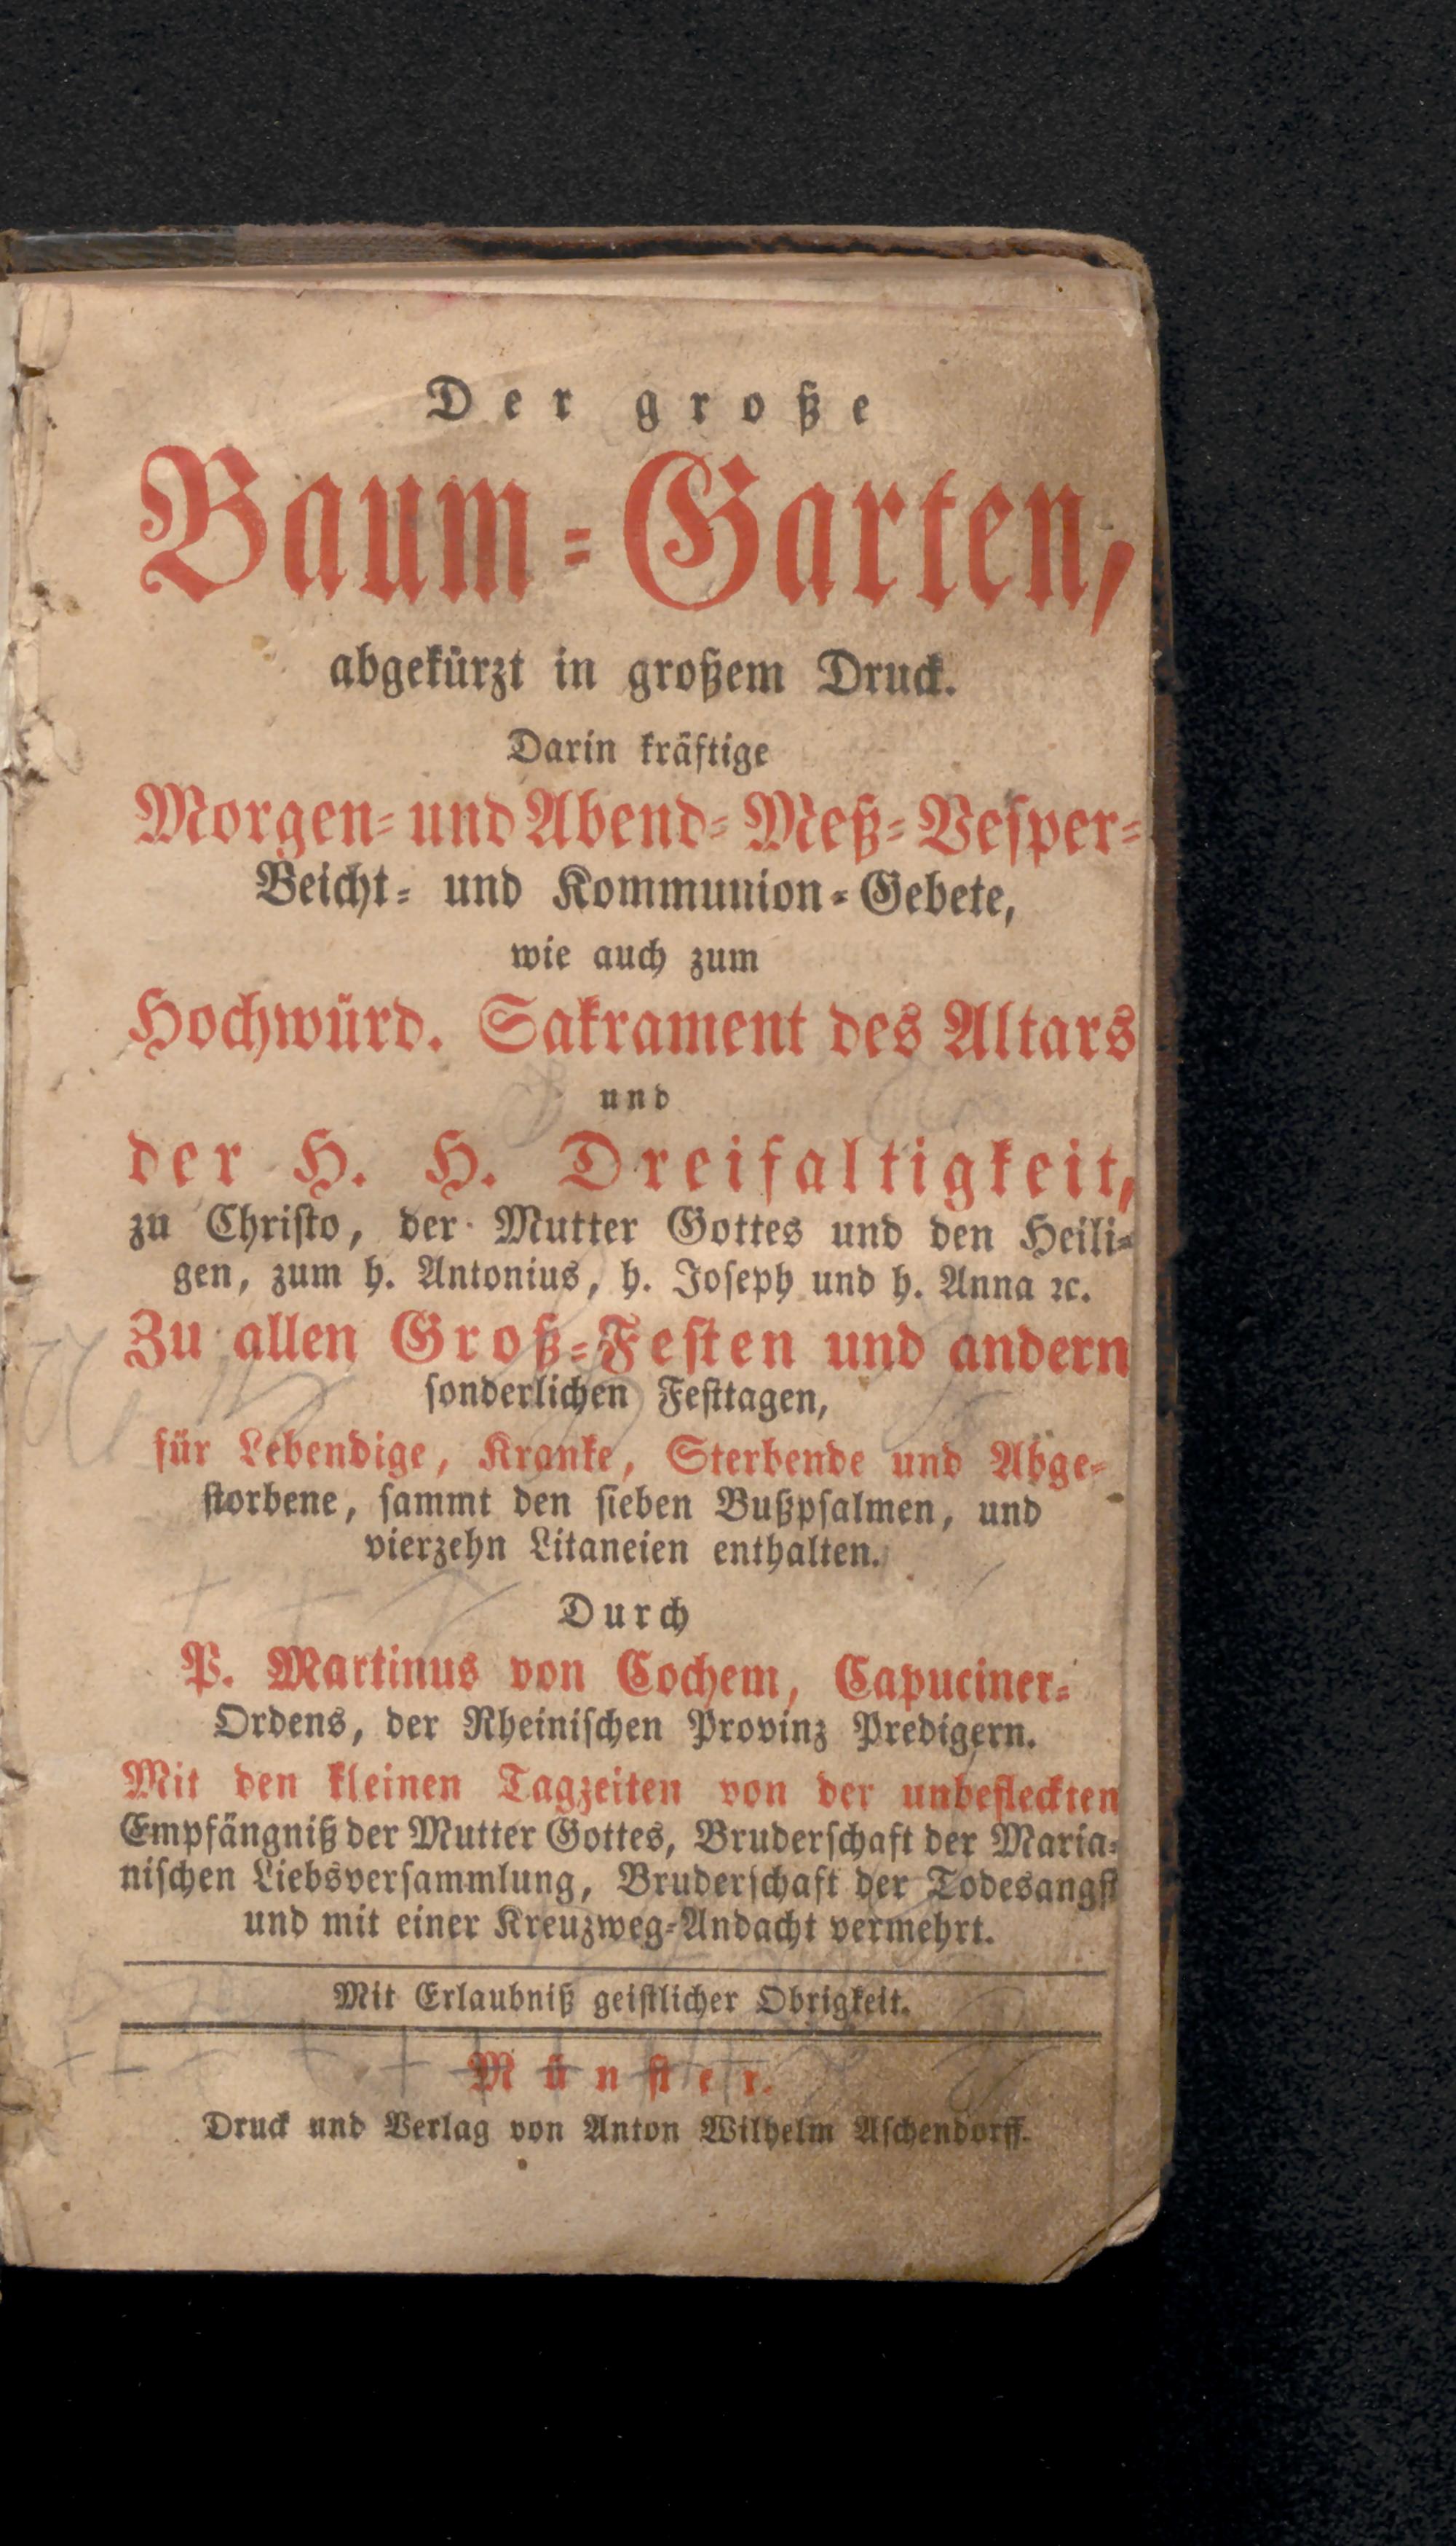 Der große
Baum-Garten,
abgekürzt in großem Druck.
Darin kräftige
Morgen- und Abend- Meß- Vesper-
Beicht- und Kommunion-Gebete,
wie auch zum
Hochwürd. Sakrament des Altars
und
der H. H. Dreifaltigkeit,
zu Christo, der Mutter Gottes und den Heili-
gen, zum h. Antonius, h. Joseph und h. Anna ꝛc.
Zu allen Groß-Festen und andern
sonderlichen Festtagen,
für Lebendige, Kranke, Sterbende und Abge-
storbene, sammt den sieben Bußpsalmen, und
vierzehn Litaneien enthalten.
Durch
P. Martinus von Cochem, Capuciner-
Ordens, der Rheinischen Provinz Predigern.
Mit den kleinen Tagzeiten von der unbefleckten
Empfängniß der Mutter Gottes, Bruderschaft der Maria-
nischen Liebsversammlung, Bruderschaft der Todesangst
und mit einer Kreuzweg-Andacht vermehrt.
Mit Erlaubniß geistlicher Obrigkeit.
Münster.
Druck und Verlag von Anton Wilhelm Aschendorff.